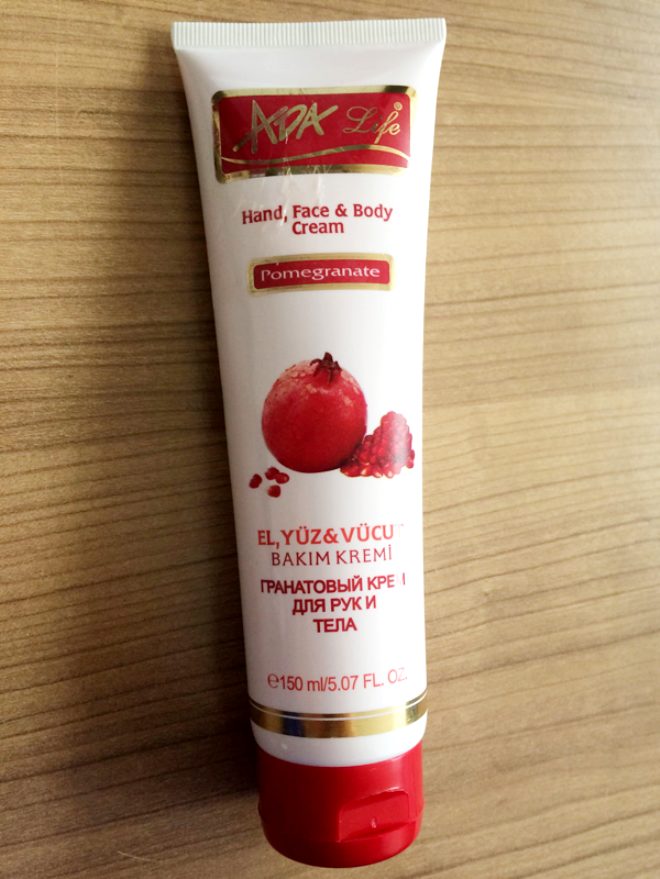 ADA Life®
Hand, Face & Body
Cream
Pomegranate
EL, YÜZ&VÜCU
BAKIM KREMİ
ГРАНАТОВЫЙ КРЕМ
ДЛЯ РУК И
ТЕЛА
℮150 ml/5.07 FL. OZ.